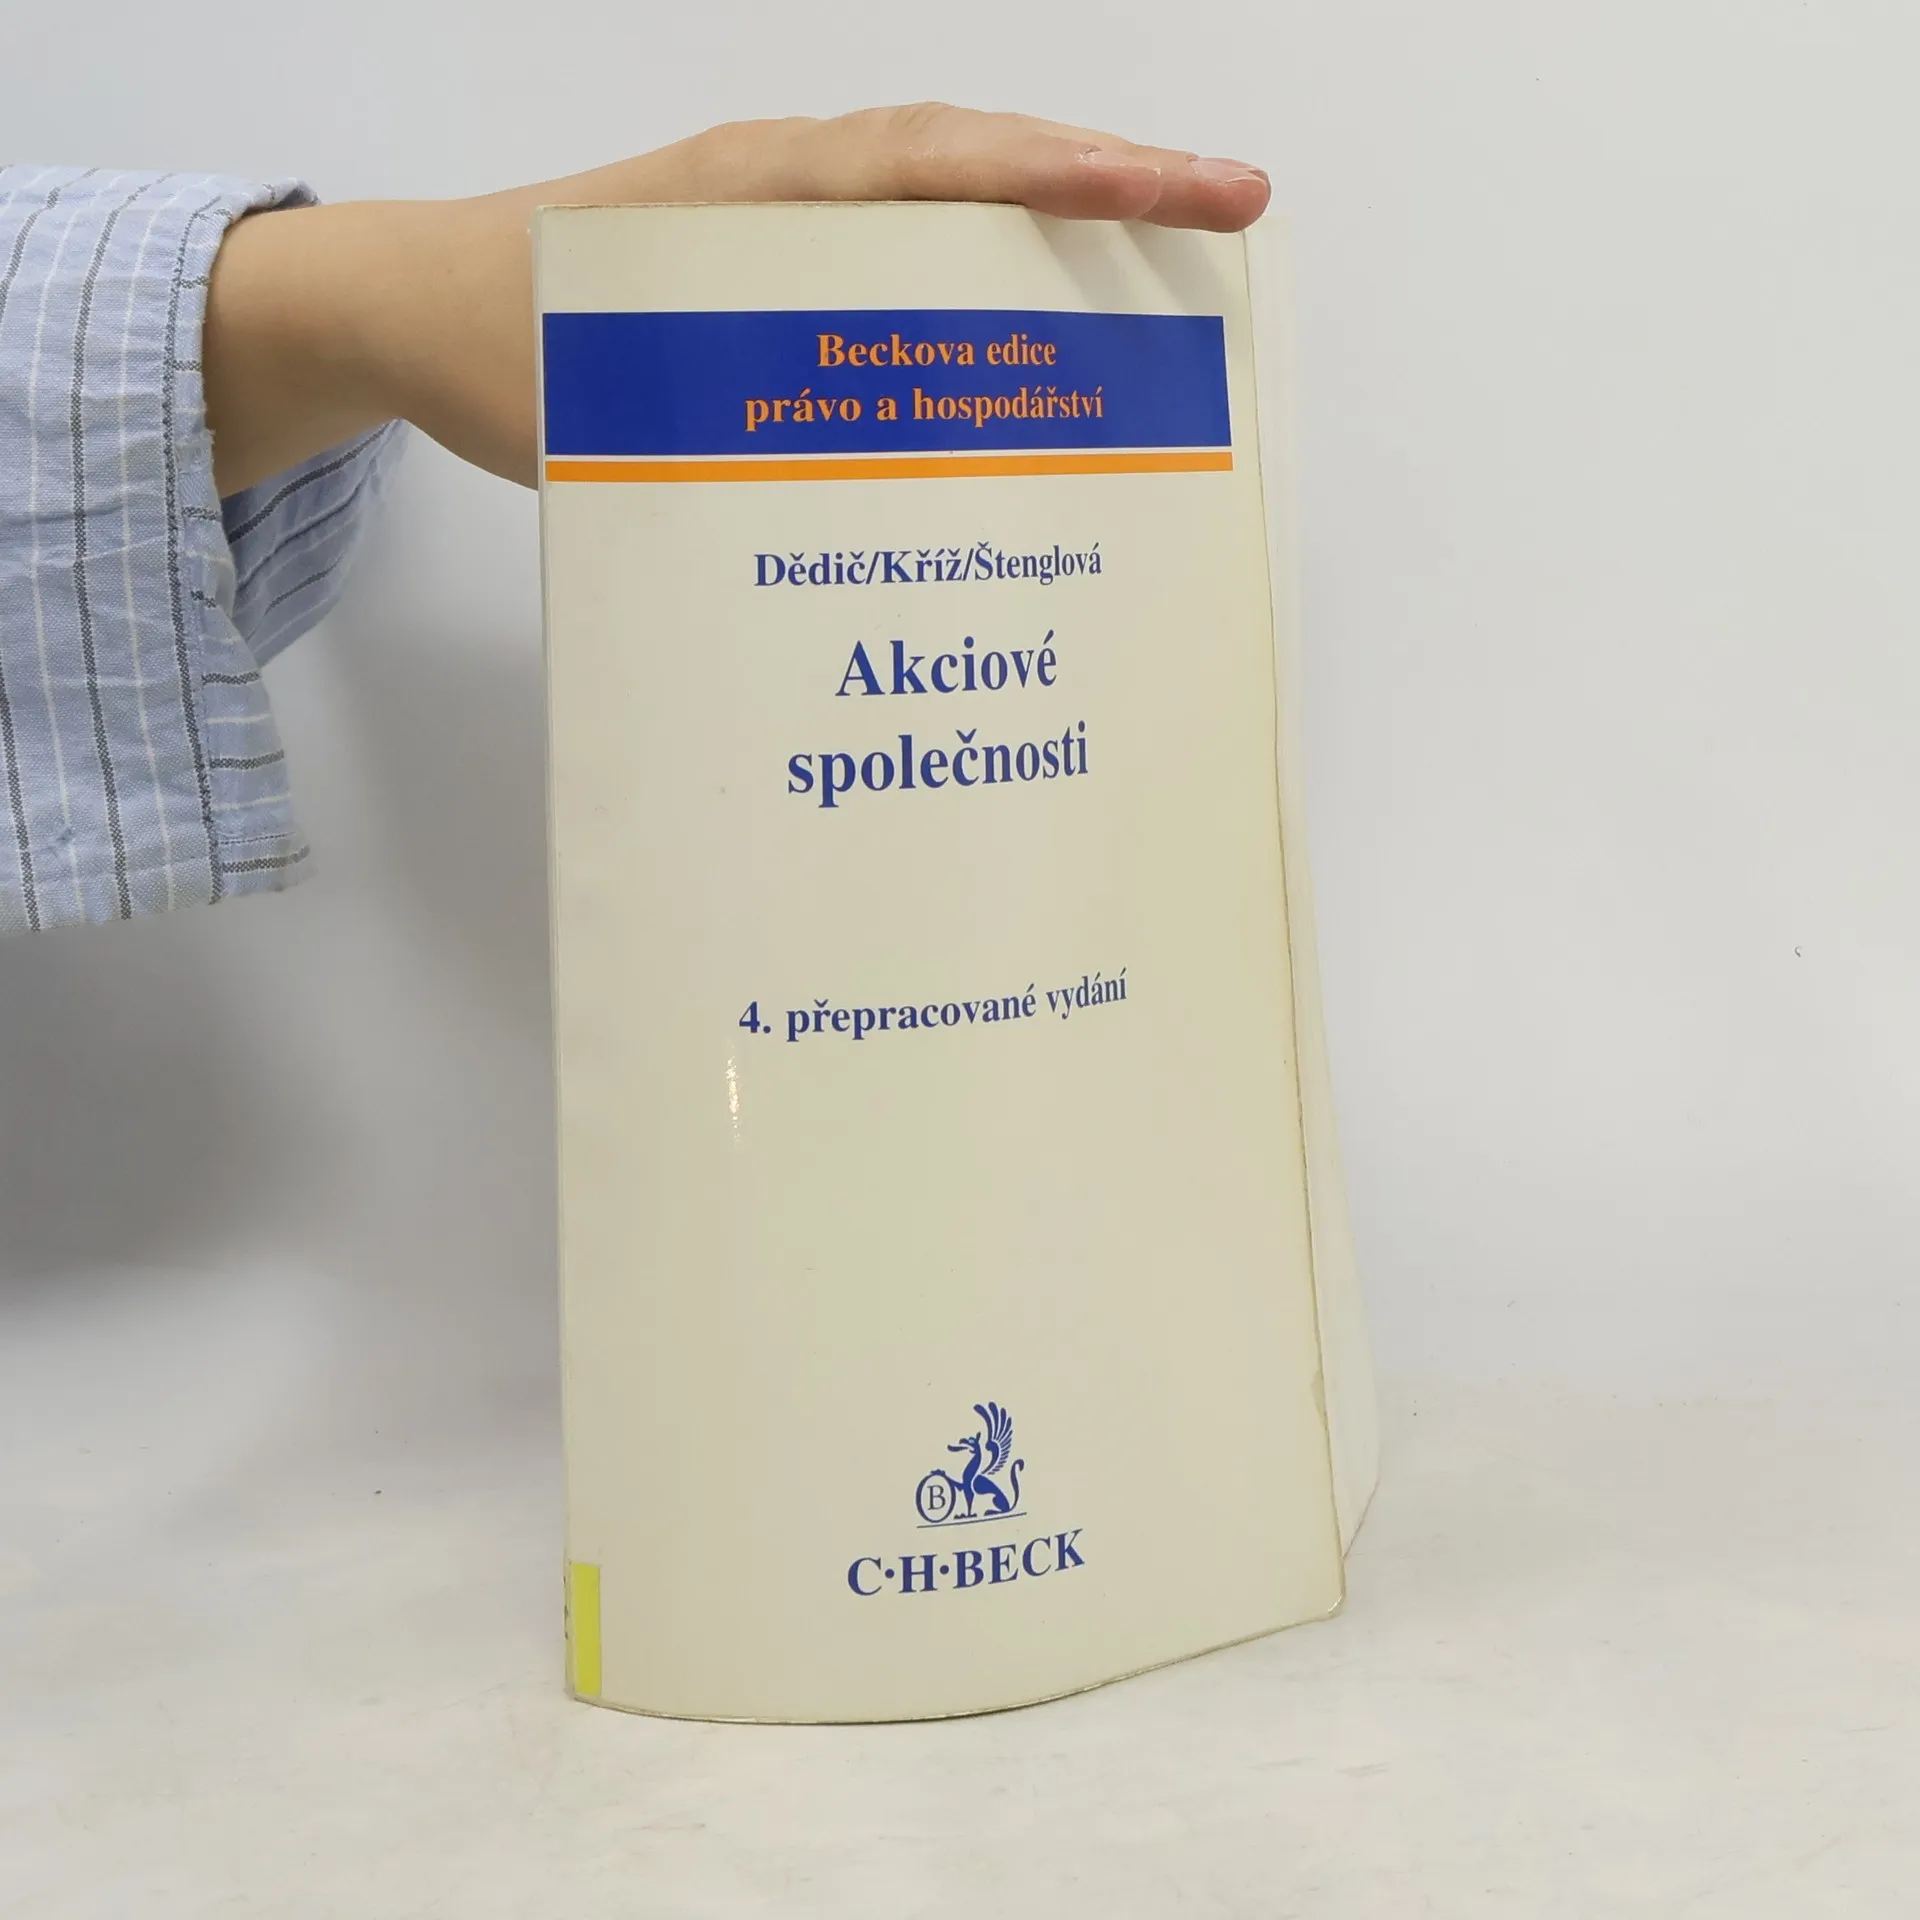 Beckova edice
právo a hospodářství
Dědič/Kříž/Štenglová
Akciové
společnosti
4. přepracované vydání
B
C·H·BECK